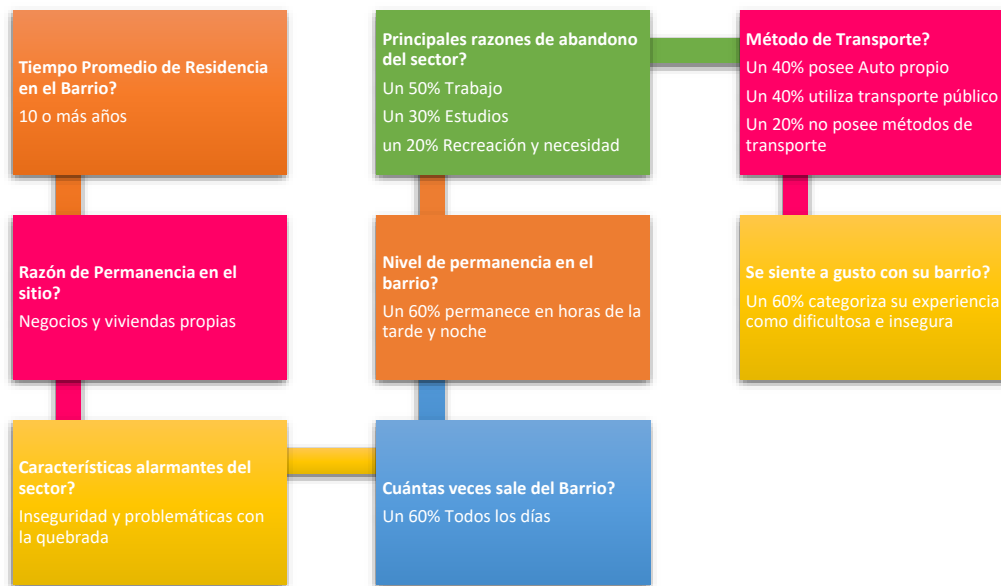 Tiempo Promedio de Residencia
en el Barrio?
10 o más años
Razón de Permanencia en el
sitio?
Negocios y viviendas propias
Características alarmantes del
sector?
Inseguridad y problemáticas con
la quebrada
Cuántas veces sale del Barrio?
Un 60% Todos los días
Nivel de permanencia en el
barrio?
Un 60% permanece en horas de la
tarde y noche
Principales razones de abandono
del sector?
Un 50% Trabajo
Un 30% Estudios
un 20% Recreación y necesidad
Método de Transporte?
Un 40% posee Auto propio
Un 40% utiliza transporte público
Un 20% no posee métodos de
transporte
Se siente a gusto con su barrio?
Un 60% categoriza su experiencia
como dificultosa e insegura